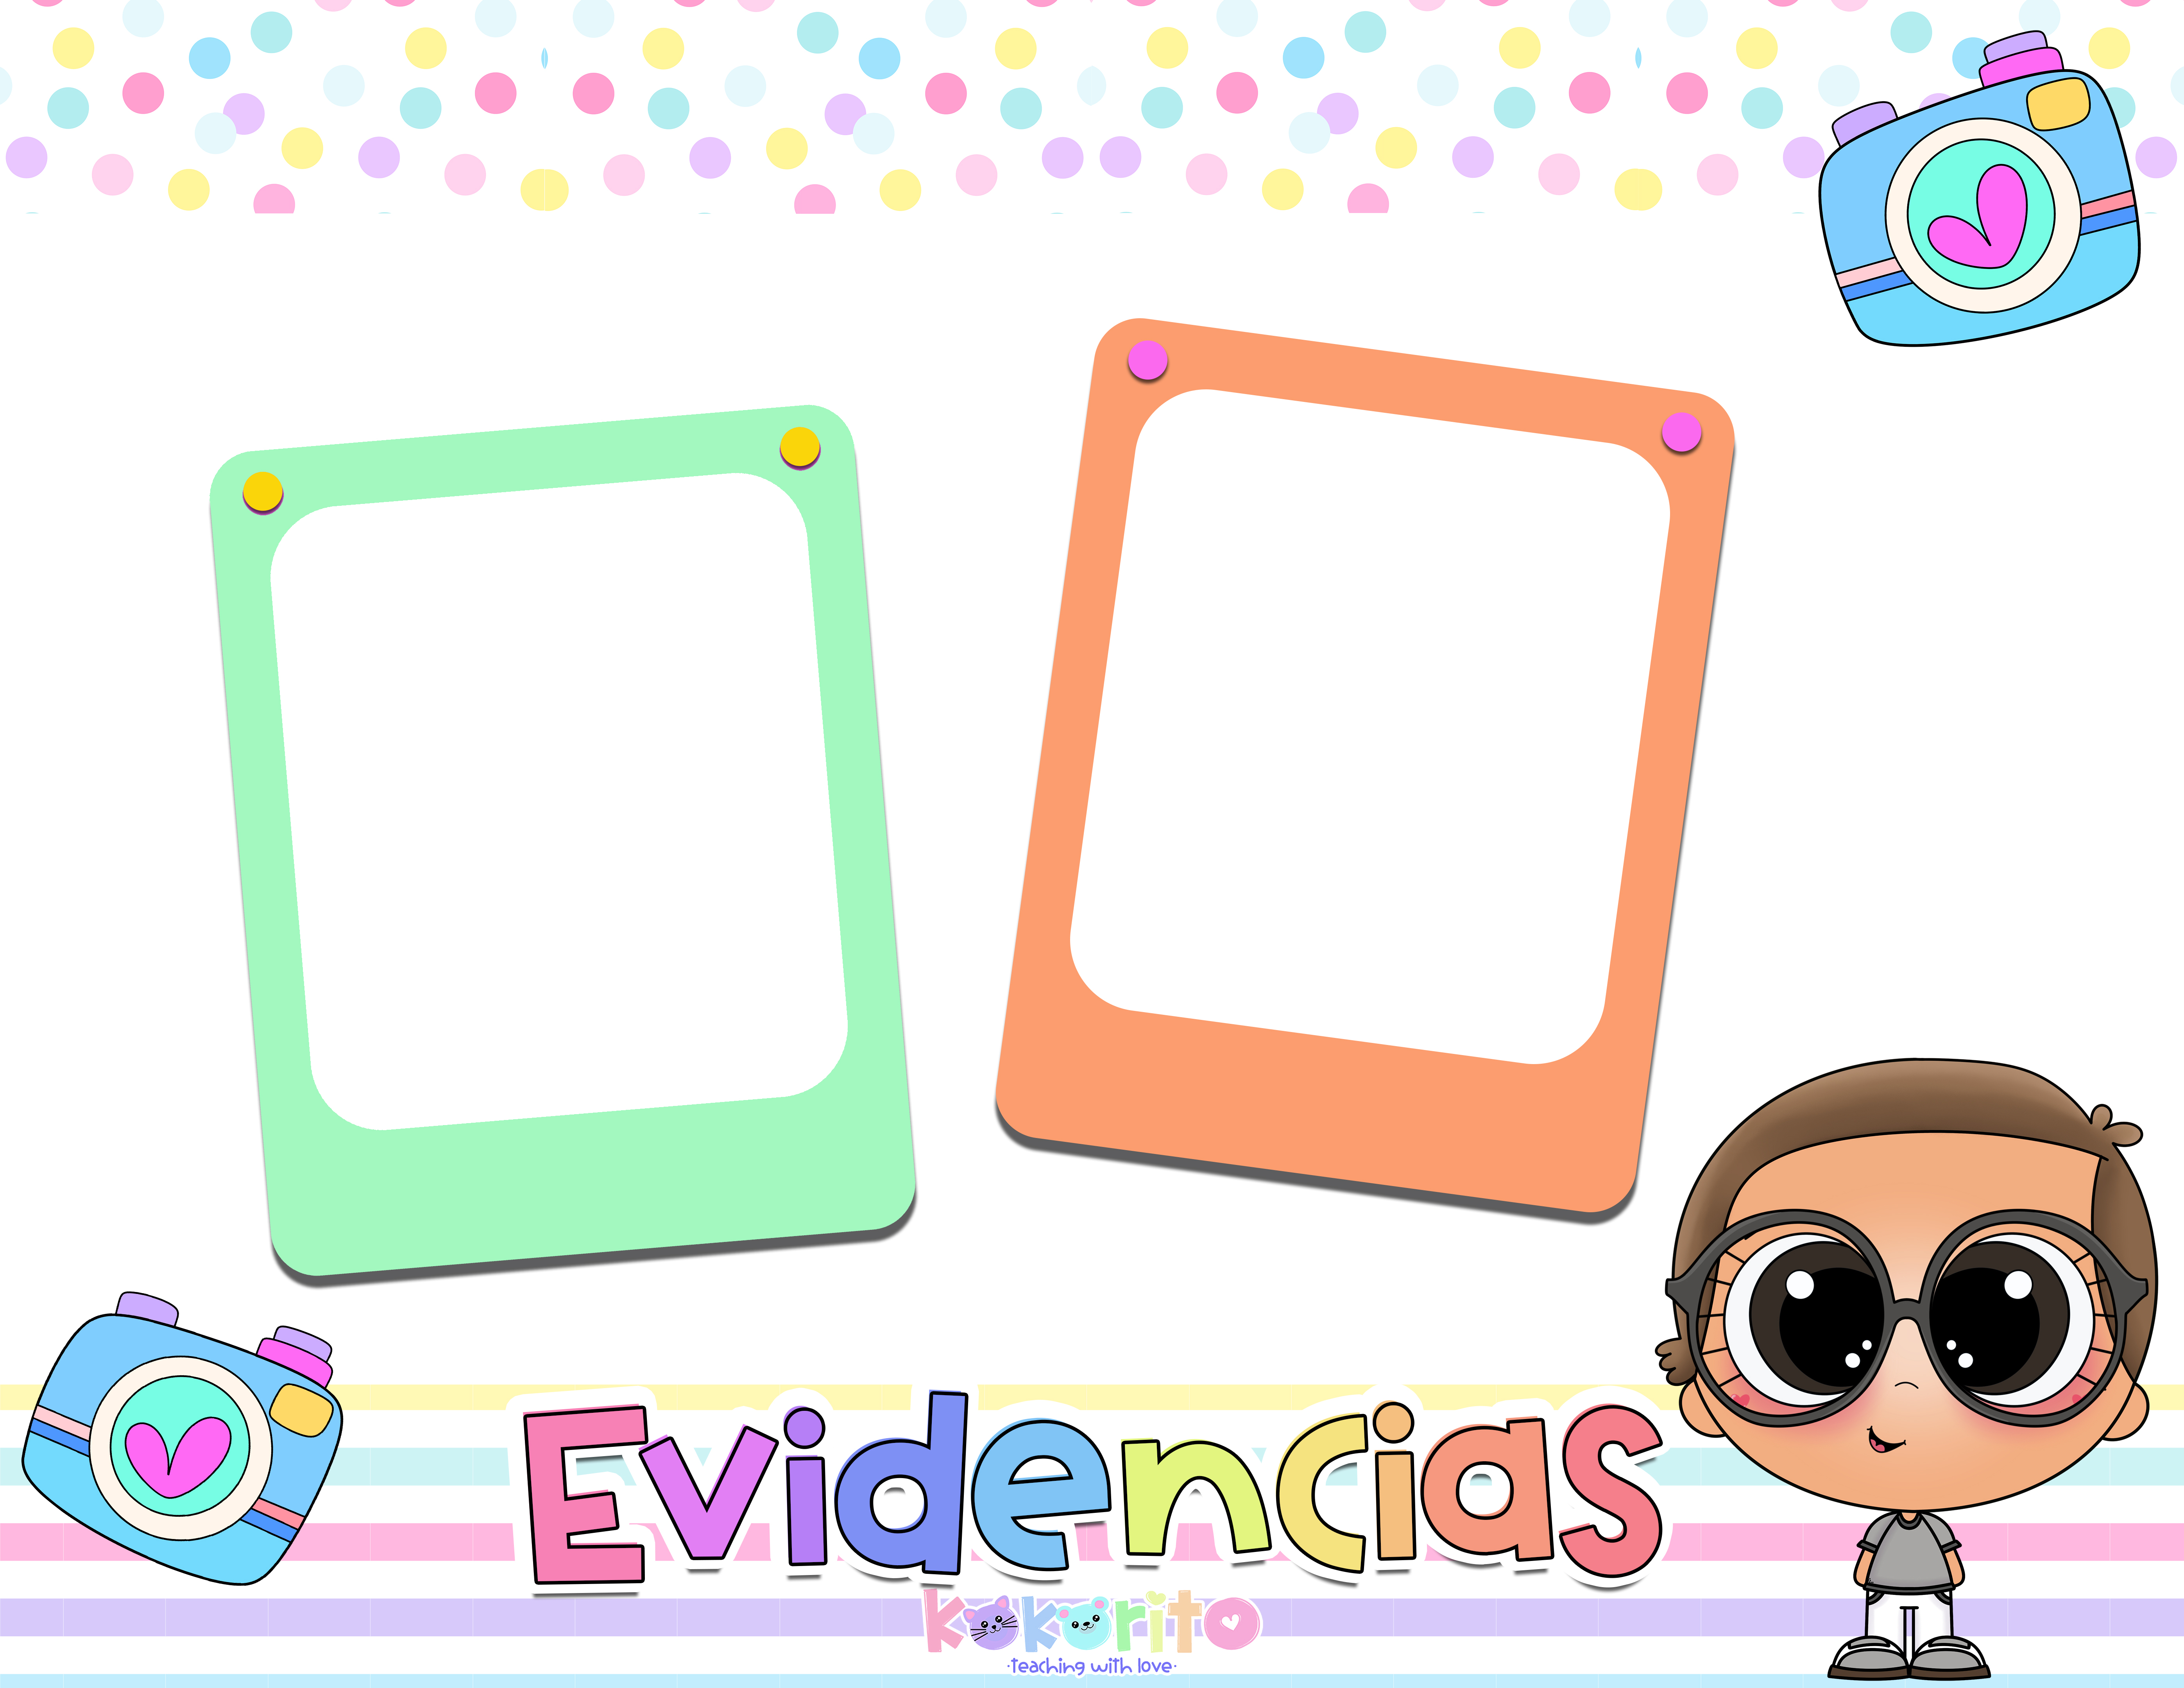 Evidencias
kokorito
·teaching with love·